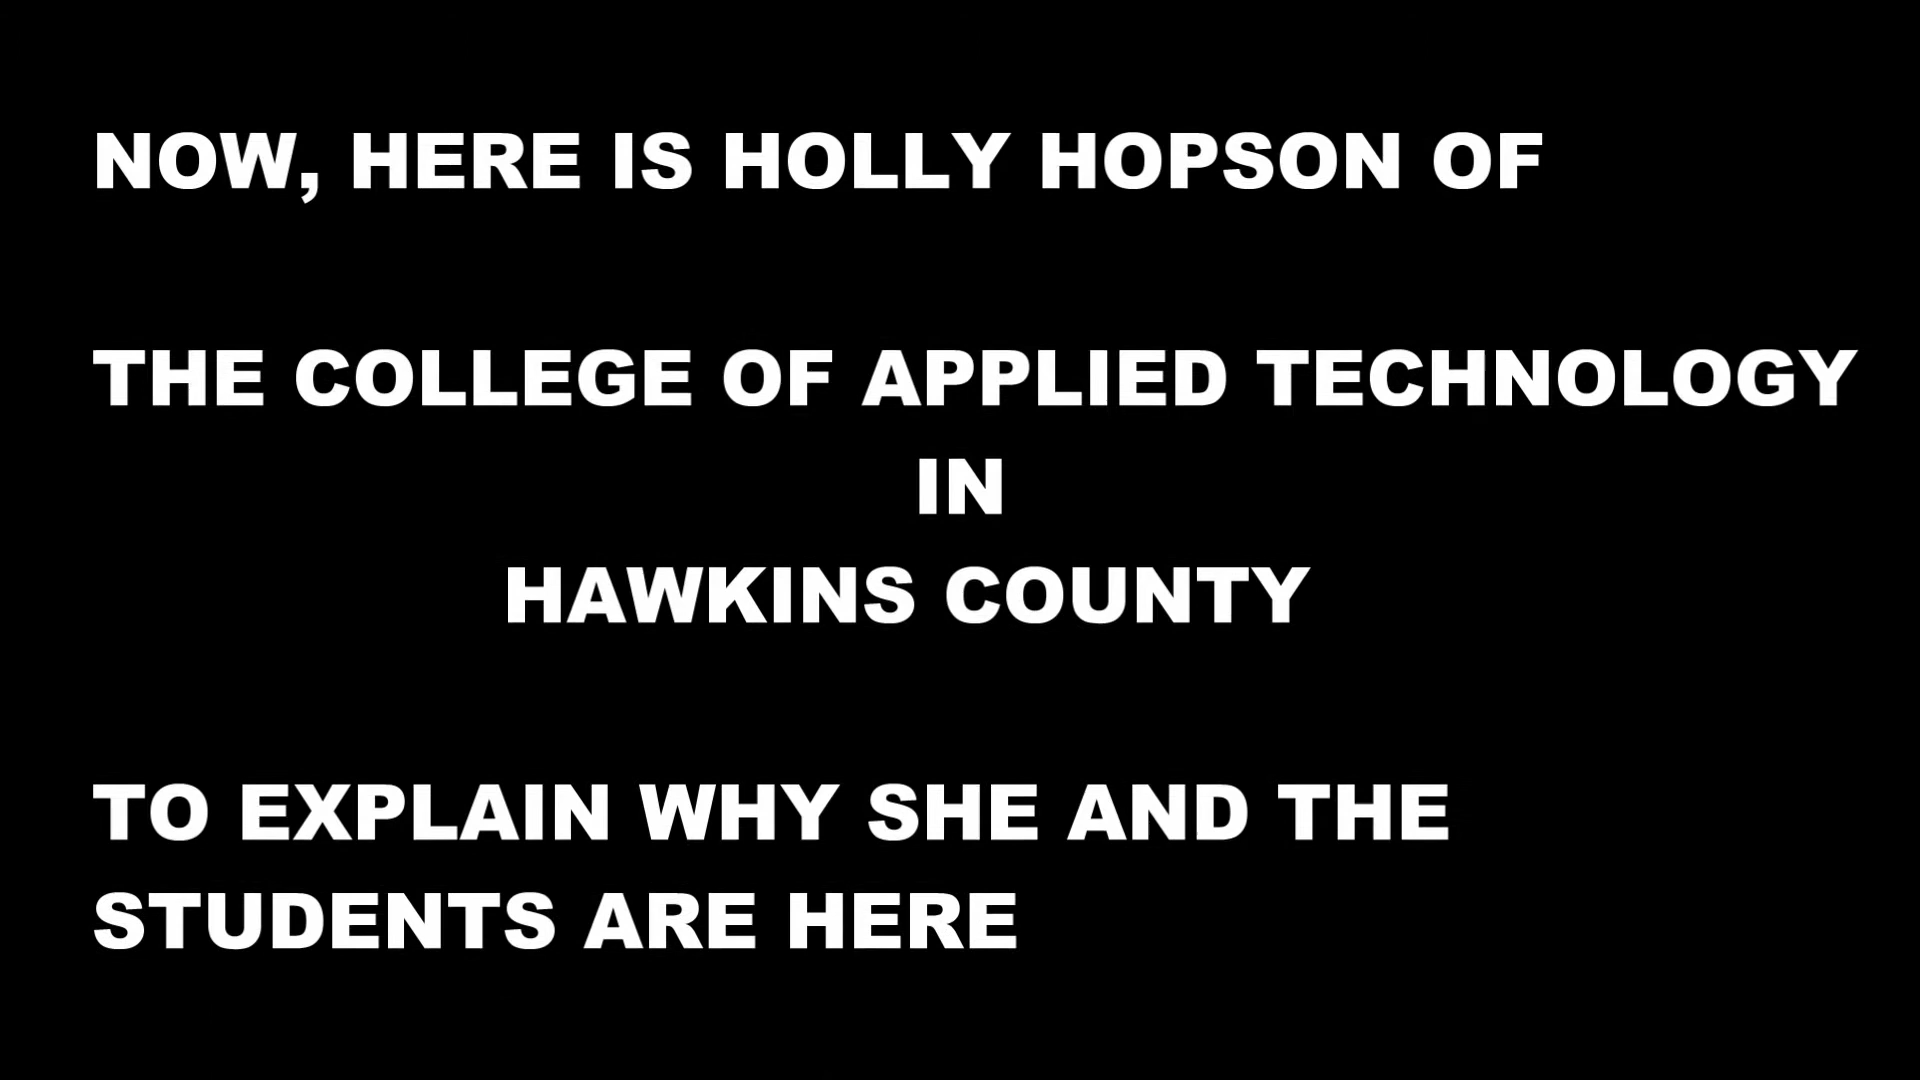 NOW, HERE IS HOLLY HOPSON OF
THE COLLEGE OF APPLIED TECHNOLOGY
IN
HAWKINS COUNTY
TO EXPLAIN WHY SHE AND THE
STUDENTS ARE HERE